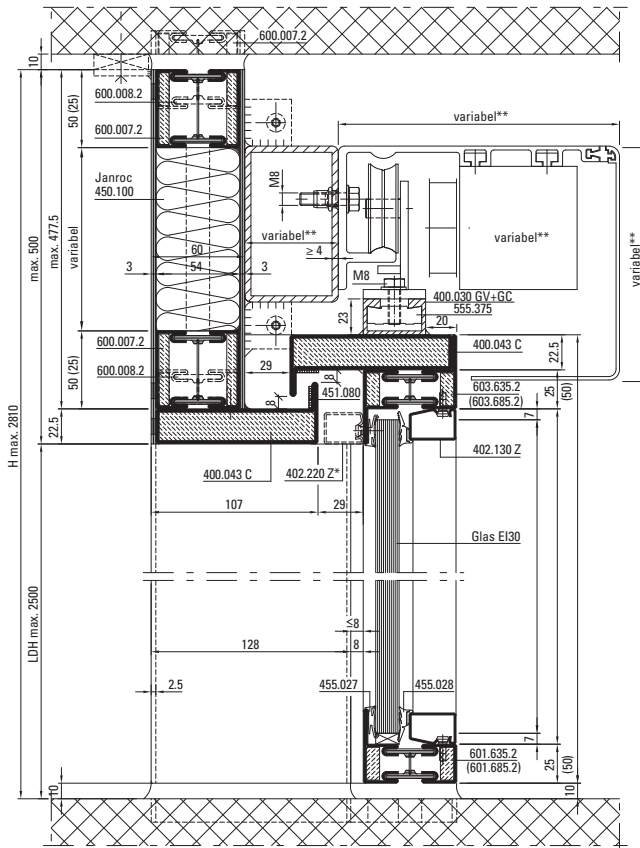 600.007.2
10
600.008.2
50 (25)
600.007.2
variabel**
Janroc
450.100
M8
variabel**
variabel**
variabel**
H max. 2810
max. 500
max. 477.5
variabel
60
3
54
3
≥ 4
M8
400.030 GV+GC
555.375
23
20
400.043 C
600.007.2
600.008.2
50 (25)
29
8
8
451.080
22.5
603.635.2
(603.685.2)
25
(50)
7
22.5
400.043 C
402.220 Z*
402.130 Z
107
29
Glas EI30
LDH max. 2500
≤8
128
8
2.5
455.027
455.028
7
601.635.2
(601.685.2)
25
(50)
10
10